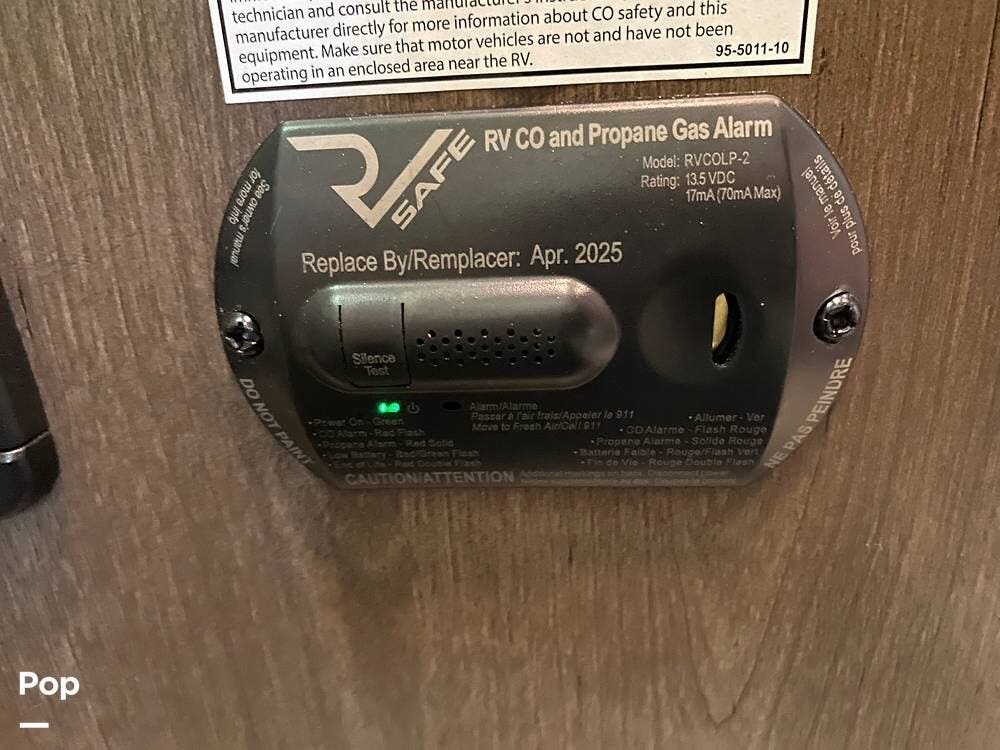 technician and consult the manufacturer's
manufacturer directly for more information about CO safety and this
equipment. Make sure that motor vehicles are not and have not been
operating in an enclosed area near the RV.
95-5011-10
RV SAFE
RV CO and Propane Gas Alarm
Model: RVCOLP-2
Rating: 13.5 VDC
17mA (70mA Max)
See owner's manual
for more info
Voir le manuel
pour plus de détails
Replace By/Remplacer: Apr. 2025
Silence
Test
Alarm/Alarme
Passer à l'air frais/Appeler le 911
Move to Fresh Air/Call 911
•Power On - Green
•CO Alarm - Red Flash
•Propane Alarm - Red Solid
•Low Battery - Red/Green Flash
•End of Life - Red Double Flash
•Allumer - Ver
•CO Alarme - Flash Rouge
•Propane Alarme - Solide Rouge
•Batterie Faible - Rouge/Flash Vert
•Fin de Vie - Rouge Double Flash
DO NOT PAINT
NE PAS PEINDRE
CAUTION/ATTENTION
Pop